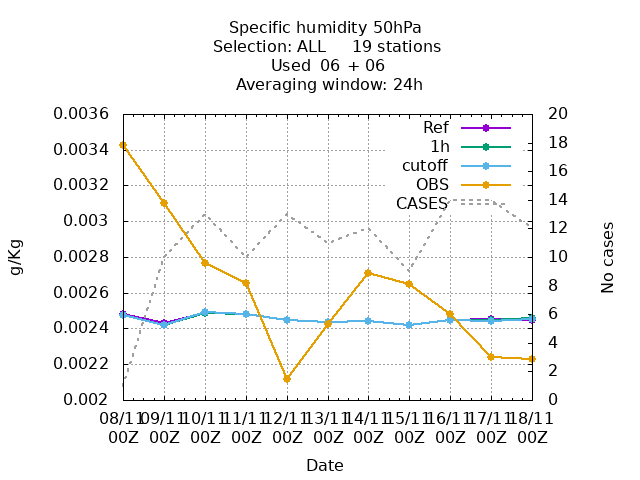 Specific humidity 50hPa
Selection: ALL 19 stations
Used 06 + 06
Averaging window: 24h
0.0036
0.0034
0.0032
0.003
0.0028
0.0026
0.0024
0.0022
0.002
g/Kg
20
18
16
14
12
10
8
6
4
2
0
No cases
Ref
1h
cutoff
OBS
CASES
08/11 09/11 10/11 11/11 12/11 13/11 14/11 15/11 16/11 17/11 18/11
00Z 00Z 00Z 00Z 00Z 00Z 00Z 00Z 00Z 00Z 00Z
Date